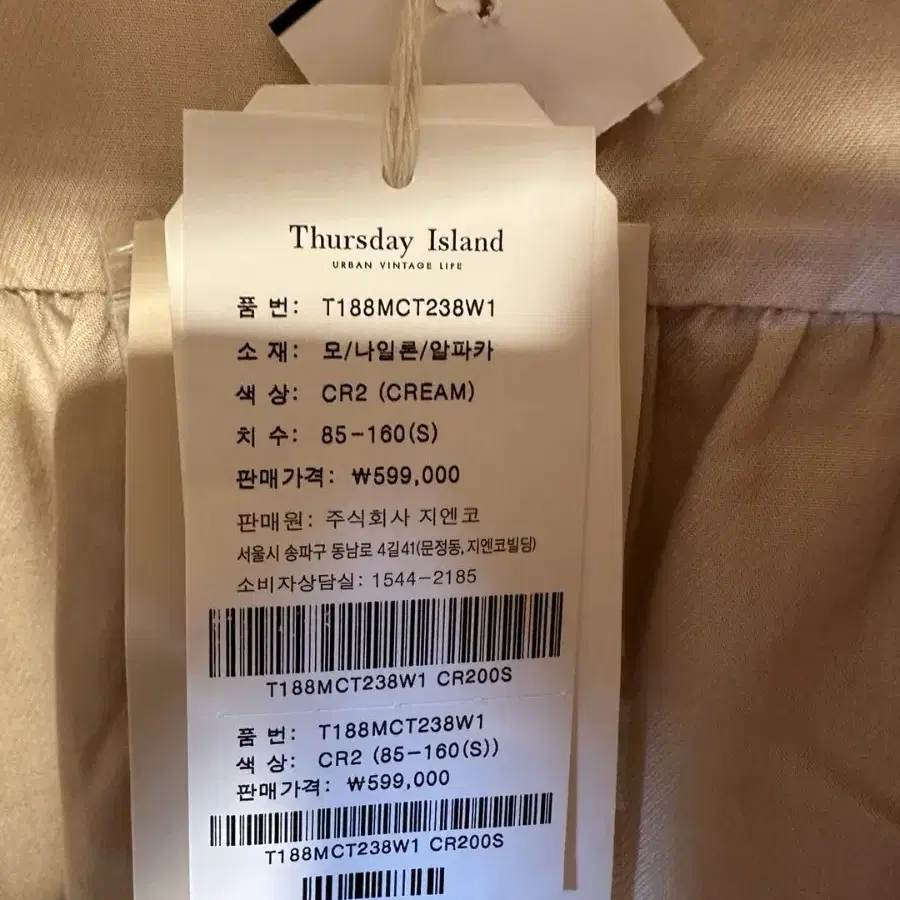 Thursday Island
URBAN VINTAGE LIFE
품 번: T188MCT238W1
소 재: 모/나일론/알파카
색 상: CR2 (CREAM)
치 수: 85-160(S)
판매가격: ₩599,000
판매원: 주식회사 지엔코
서울시 송파구 동남로 4길41(문정동, 지엔코빌딩)
소비자상담실: 1544-2185
T188MCT238W1 CR200S
품 번: T188MCT238W1
색 상: CR2 (85-160(S))
판매가격: ₩599,000
T188MCT238W1 CR200S